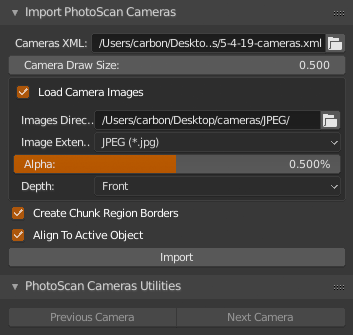 Import PhotoScan Cameras
Cameras XML: /Users/carbon/Deskto..s/5-4-19-cameras.xml
Camera Draw Size: 0.500
Load Camera Images
Images Direc.. /Users/carbon/Desktop/cameras/JPEG/
Image Exten.. JPEG (*.jpg)
Alpha: 0.500%
Depth: Front
Create Chunk Region Borders
Align To Active Object
Import
PhotoScan Cameras Utilities
Previous Camera Next Camera